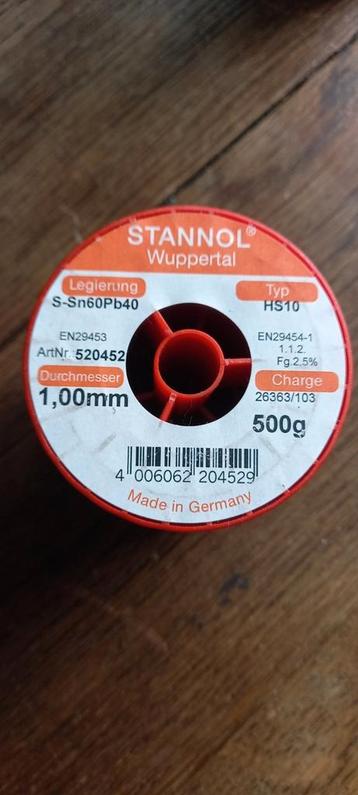 STANNOL®
Wuppertal
Legierung
S-Sn60Pb40
Typ
HS10
EN29453
ArtNr. 520452
EN29454-1
1.1.2.
Fg.2,5%
Durchmesser
1,00mm
Charge
26363/103
500g
4 006062 204529
Made in Germany